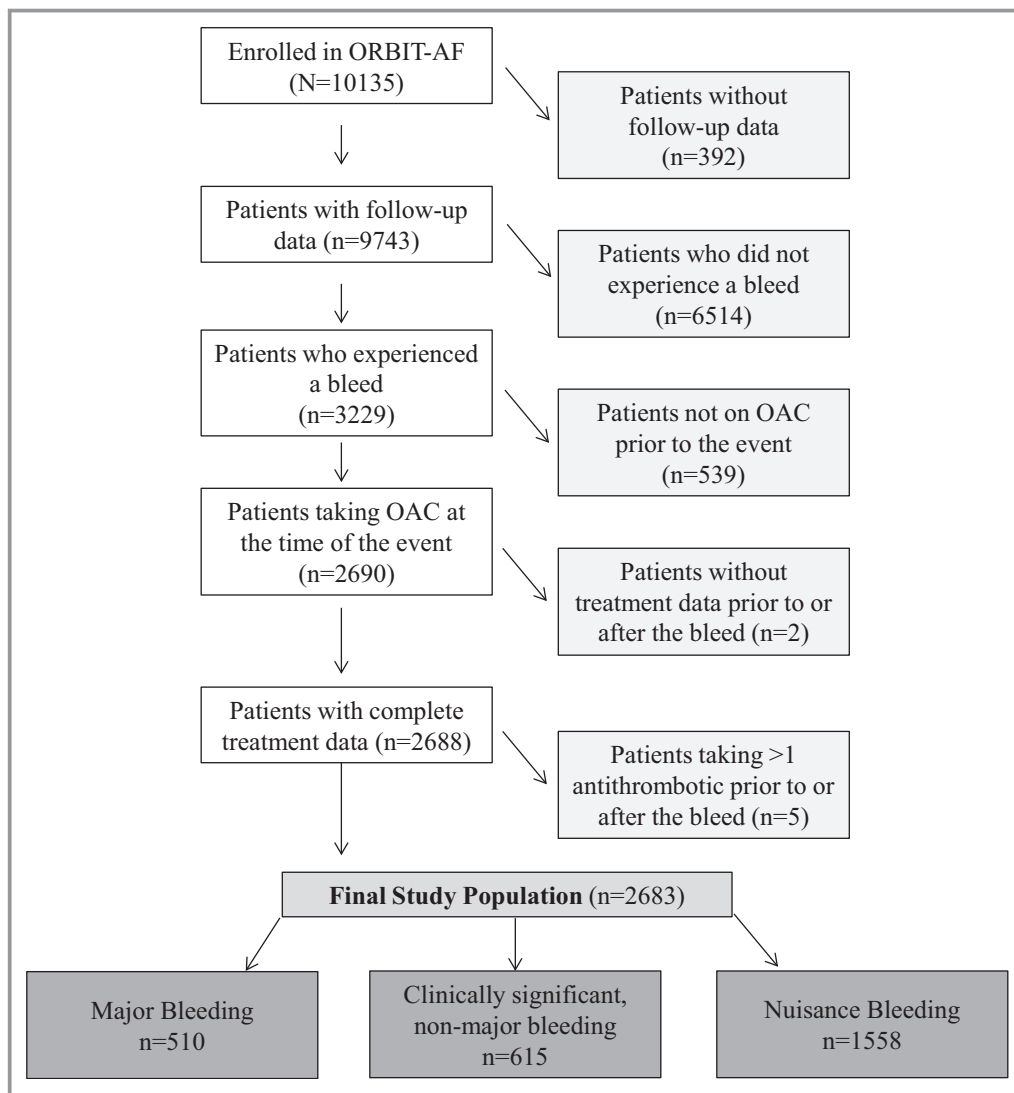 Enrolled in ORBIT-AF
(N=10135)
Patients without
follow-up data
(n=392)
Patients with follow-up
data (n=9743)
Patients who did not
experience a bleed
(n=6514)
Patients who experienced
a bleed
(n=3229)
Patients not on OAC
prior to the event
(n=539)
Patients taking OAC at
the time of the event
(n=2690)
Patients without
treatment data prior to or
after the bleed (n=2)
Patients with complete
treatment data (n=2688)
Patients taking >1
antithrombotic prior to or
after the bleed (n=5)
Final Study Population (n=2683)
Major Bleeding
n=510
Clinically significant,
non-major bleeding
n=615
Nuisance Bleeding
n=1558